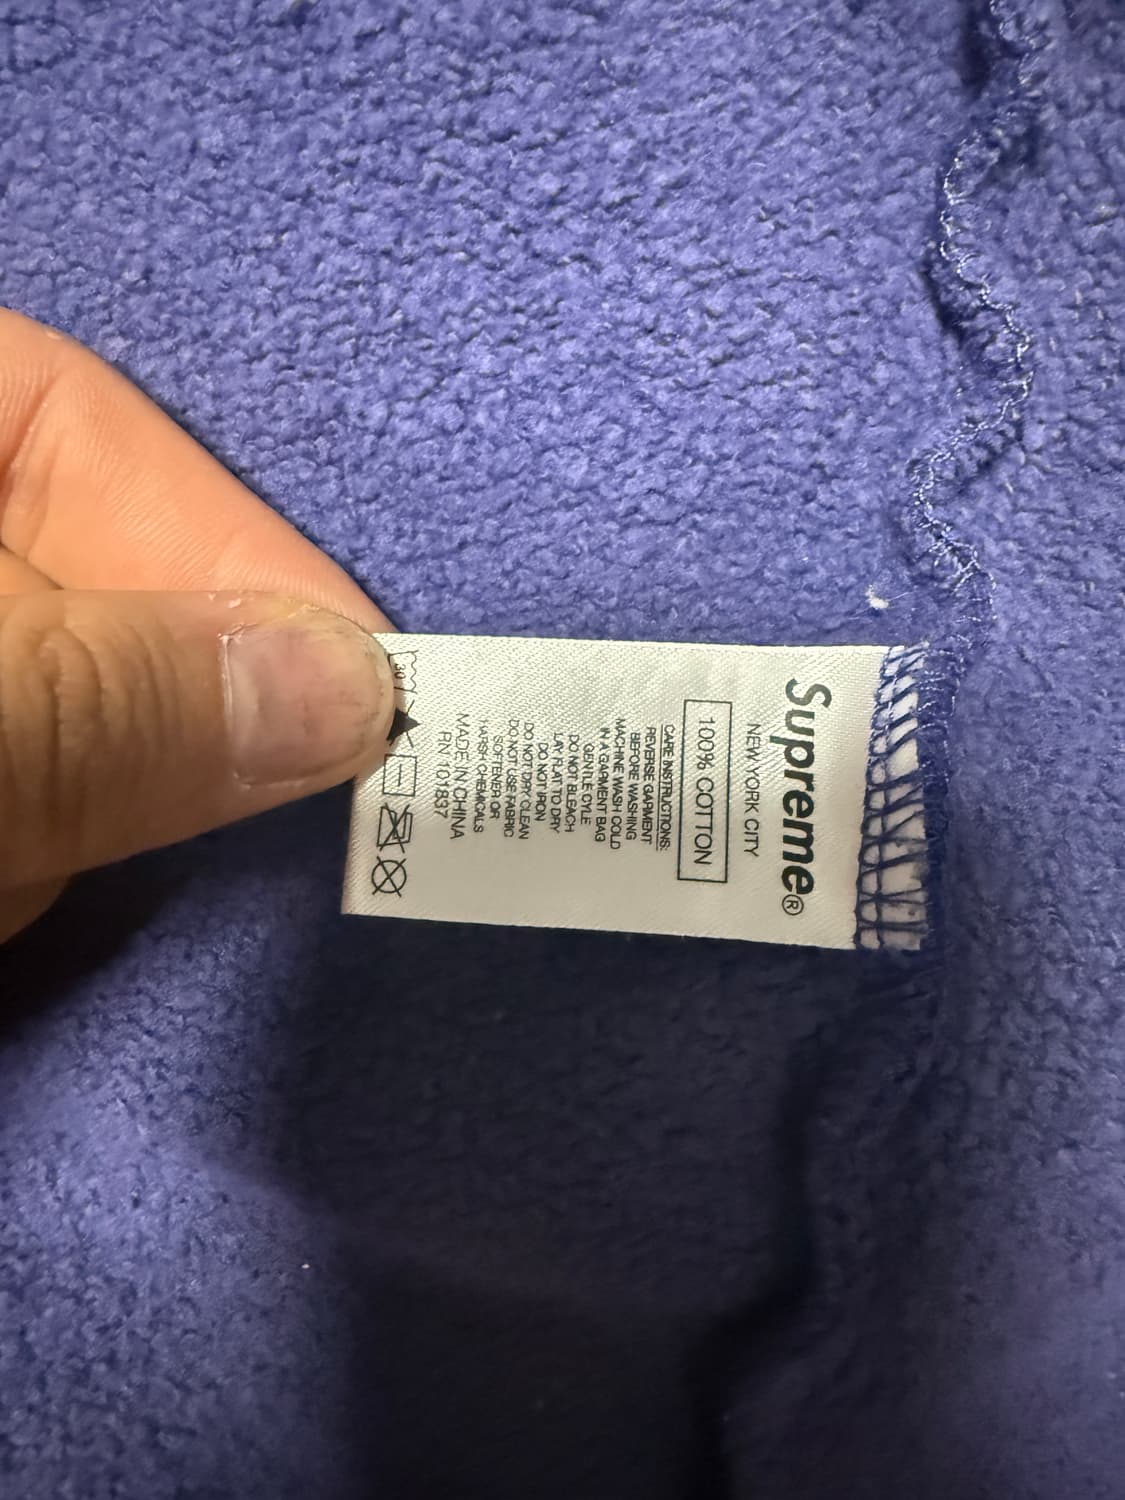 Supreme®
NEW YORK CITY
100% COTTON
CARE INSTRUCTIONS:
REVERSE GARMENT
BEFORE WASHING
MACHINE WASH COLD
IN A GARMENT BAG
GENTLE CYLE
DO NOT BLEACH
LAY FLAT TO DRY
DO NOT IRON
DO NOT DRY CLEAN
DO NOT USE FABRIC
SOFTENER OR
HARSH CHEMICALS
MADE IN CHINA
RN 101837
30